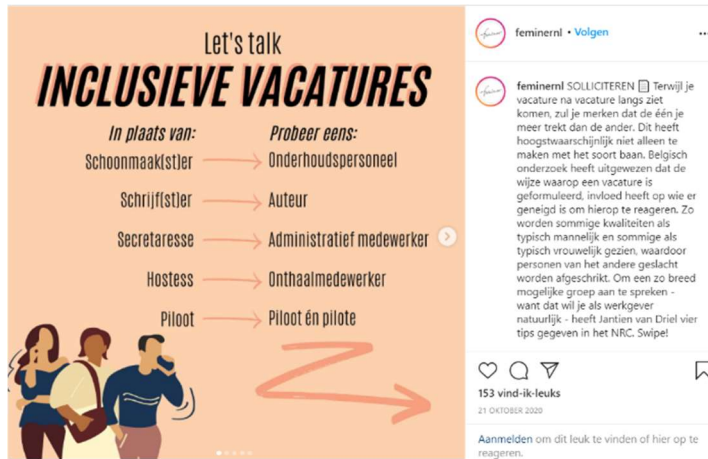 Let's talk
INCLUSIEVE VACATURES
In plaats van: Probeer eens:
Schoonmaak(st)er Onderhoudspersoneel
Schrijf(st)er Auteur
Secretaresse Administratief medewerker
Hostess Onthaalmedewerker
Piloot Piloot én pilote
feminernl • Volgen
feminernl SOLLICITEREN Terwijl je
vacature na vacature langs ziet
komen, zul je merken dat de één je
meer trekt dan de ander. Dit heeft
hoogstwaarschijnlijk niet alleen te
maken met het soort baan. Belgisch
onderzoek heeft uitgewezen dat de
wijze waarop een vacature is
geformuleerd, invloed heeft op wie er
geneigd is om hierop te reageren. Zo
worden sommige kwaliteiten als
typisch mannelijk en sommige als
typisch vrouwelijk gezien, waardoor
personen van het andere geslacht
worden afgeschrikt. Om een zo breed
mogelijke groep aan te spreken -
want dat wil je als werkgever
natuurlijk - heeft Jantien van Driel vier
tips gegeven in het NRC. Swipe!
153 vind-ik-leuks
21 OKTOBER 2020
Aanmelden om dit leuk te vinden of hier op te
reageren.